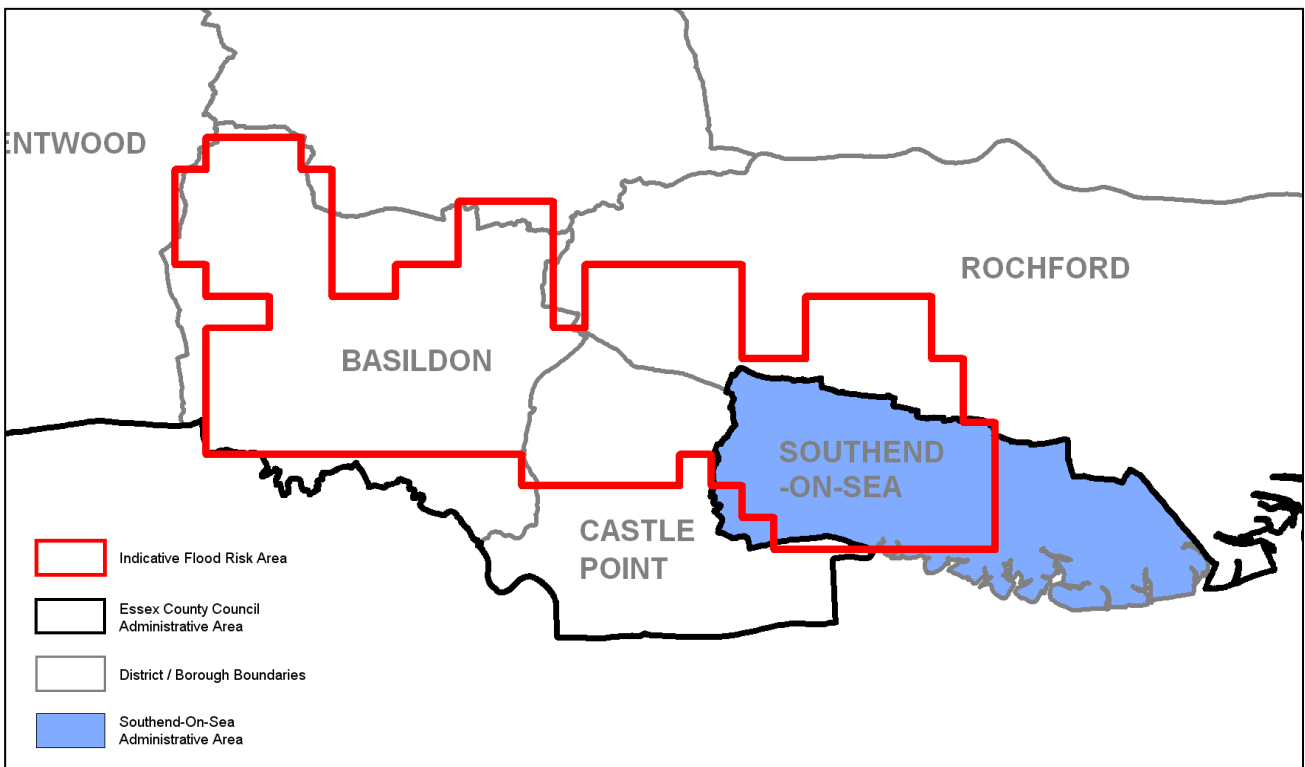 ENTWOOD
ROCHFORD
BASILDON
SOUTHEND
-ON-SEA
CASTLE
POINT
Indicative Flood Risk Area
Essex County Council
Administrative Area
District / Borough Boundaries
Southend-On-Sea
Administrative Area